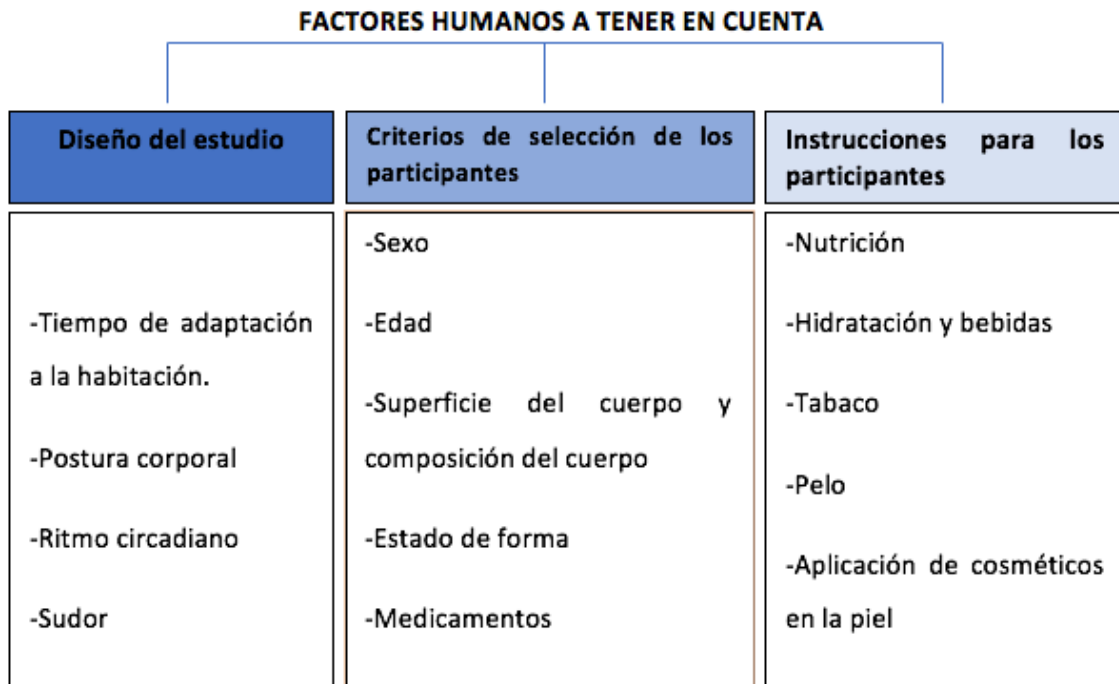 FACTORES HUMANOS A TENER EN CUENTA
Diseño del estudio
-Tiempo de adaptación
a la habitación.
-Postura corporal
-Ritmo circadiano
-Sudor
Criterios de selección de los
participantes
-Sexo
-Edad
-Superficie del cuerpo y
composición del cuerpo
-Estado de forma
-Medicamentos
Instrucciones para los
participantes
-Nutrición
-Hidratación y bebidas
-Tabaco
-Pelo
-Aplicación de cosméticos
en la piel